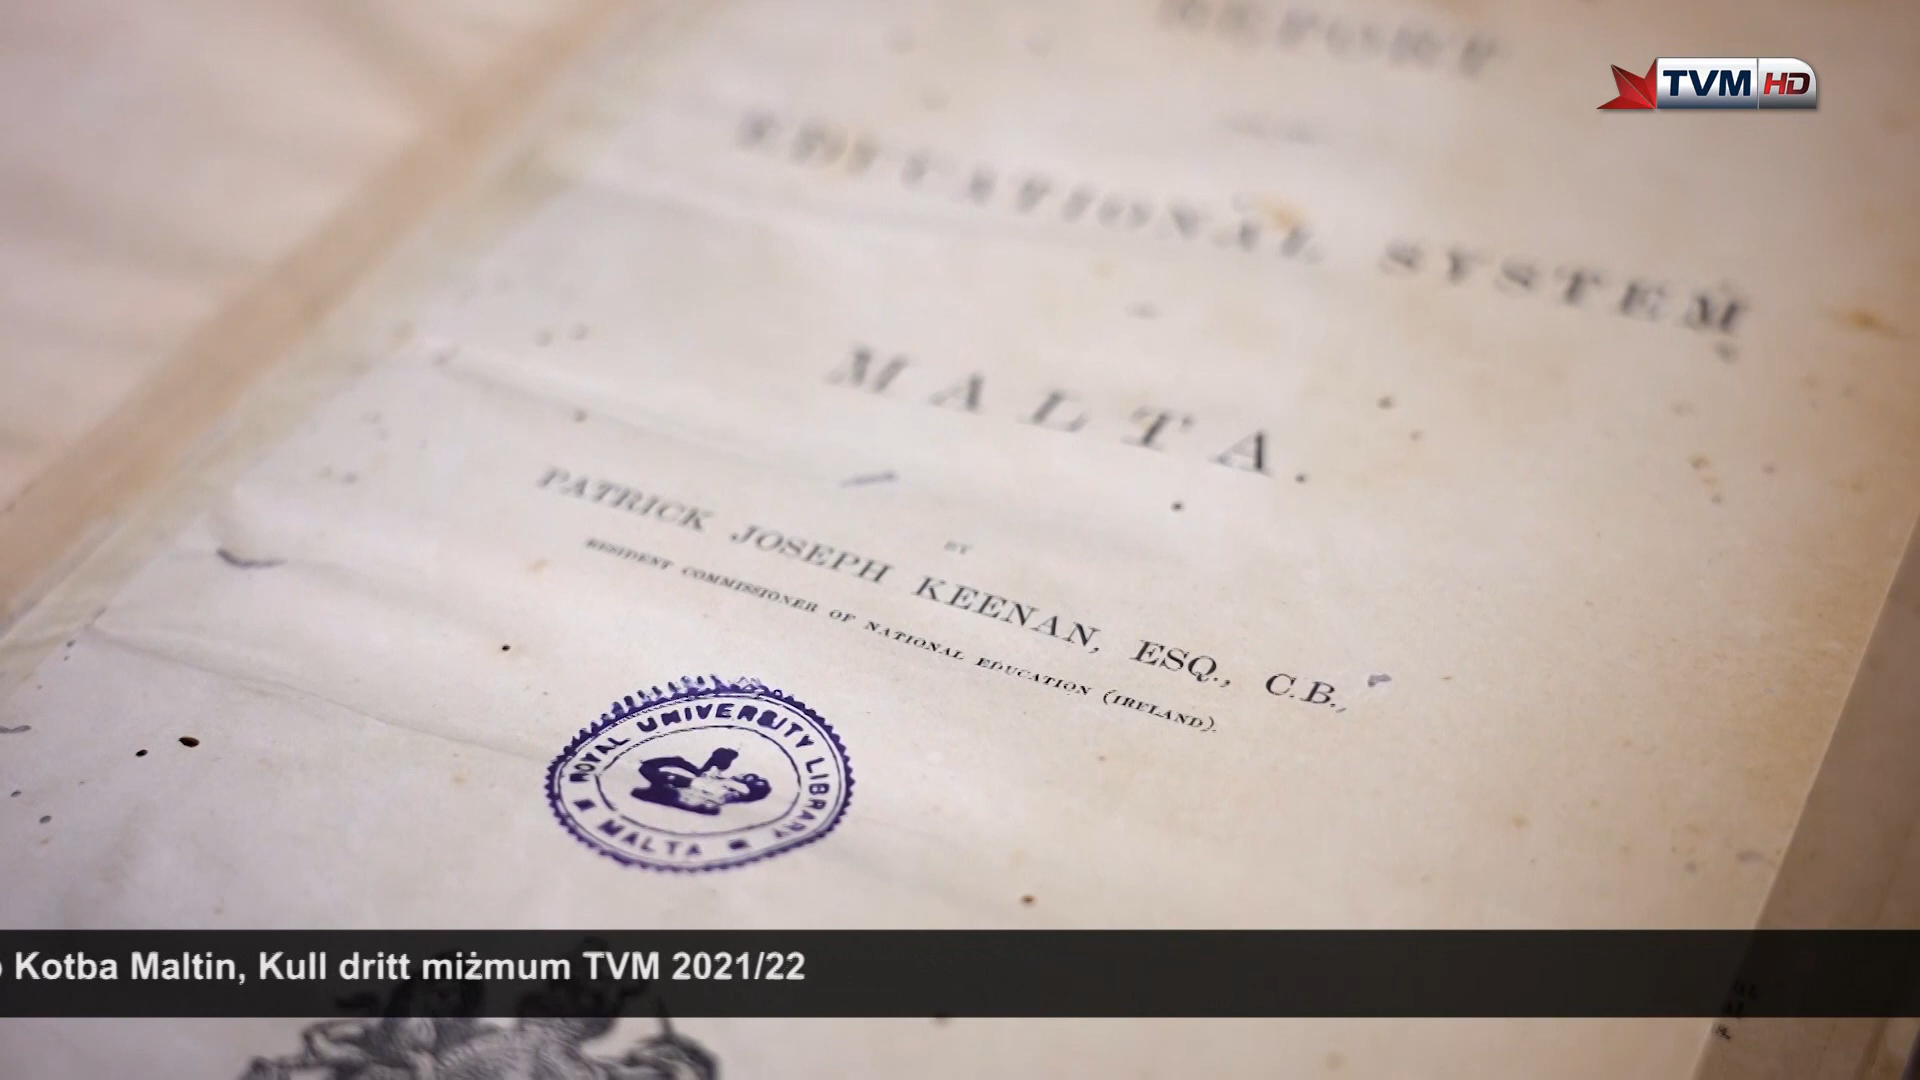 REPORT
EDUCATIONAL SYSTEM
MALTA.
BY
PATRICK JOSEPH KEENAN, ESQ., C.B.,
RESIDENT COMMISSIONER OF NATIONAL EDUCATION (IRELAND).
ROYAL UNIVERSITY LIBRARY
MALTA
TVM HD
Kotba Maltin, Kull dritt miżmum TVM 2021/22